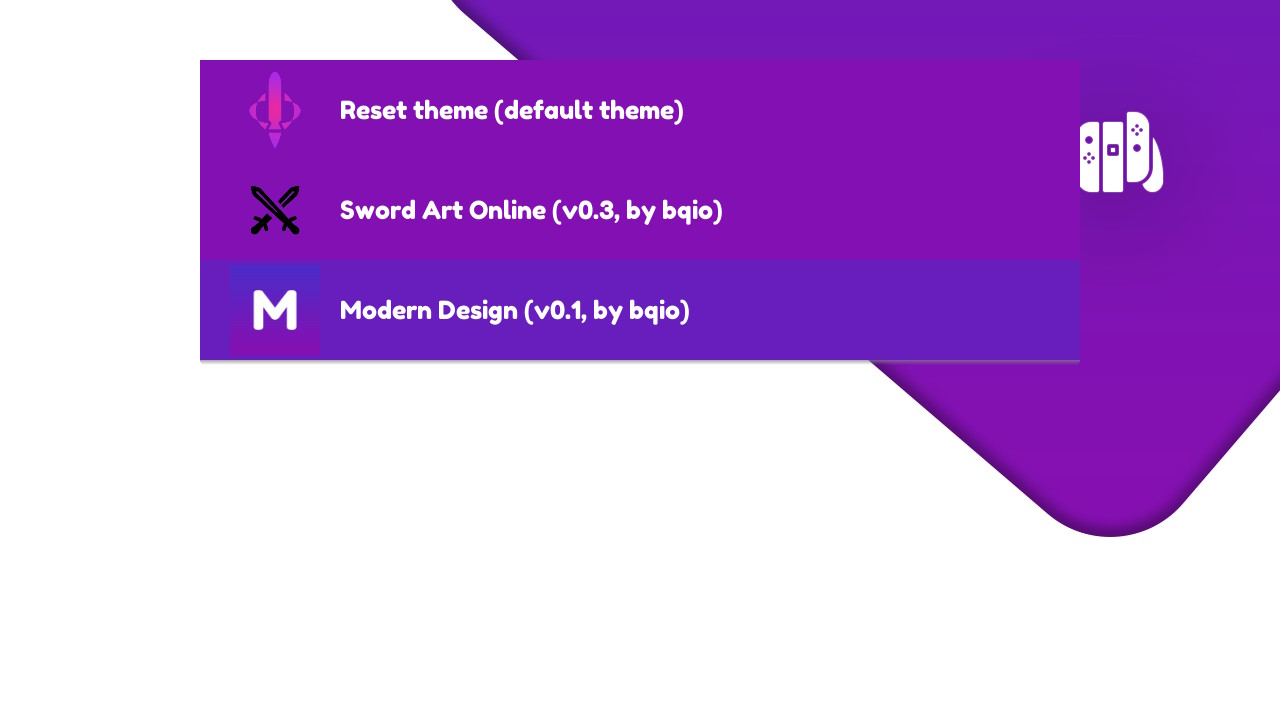 Reset theme (default theme)
Sword Art Online (v0.3, by bqio)
M
Modern Design (v0.1, by bqio)